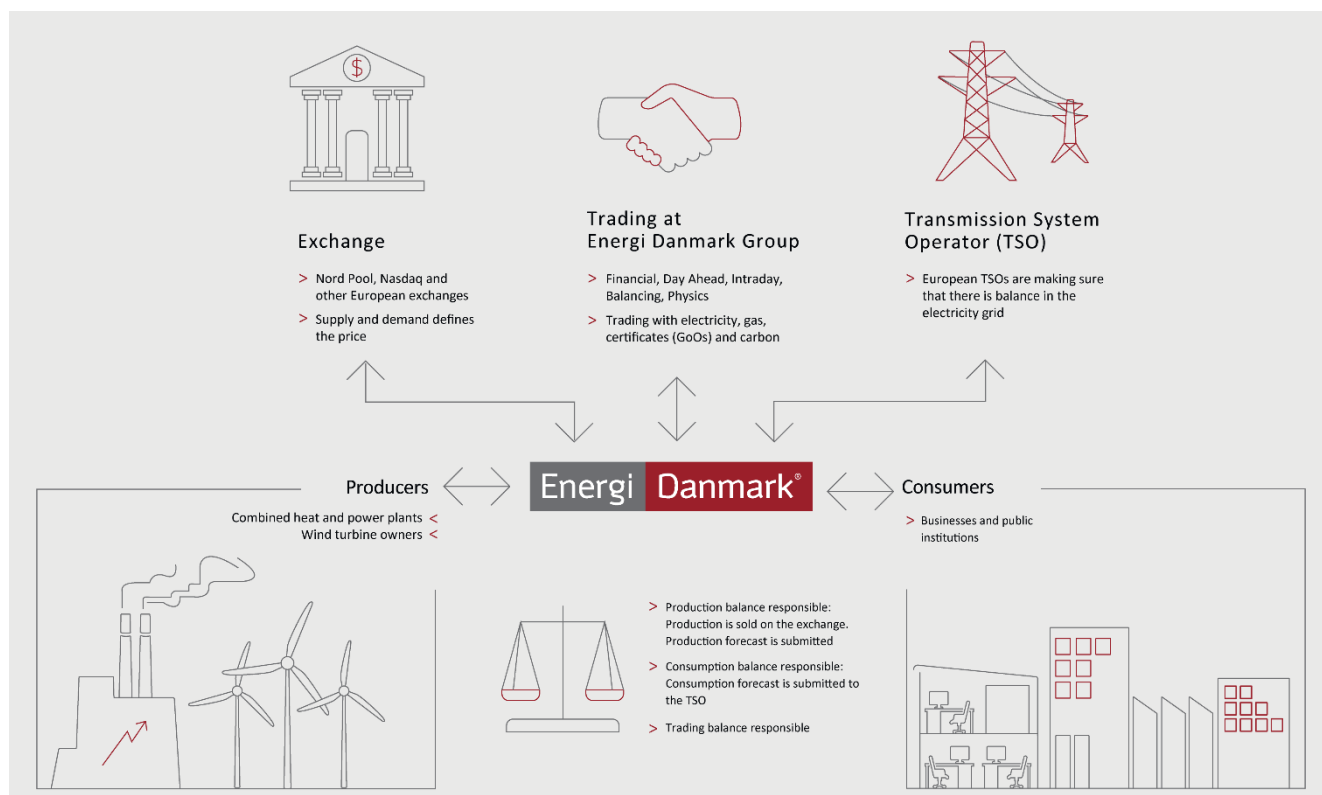 $
Exchange
> Nord Pool, Nasdaq and
other European exchanges
> Supply and demand defines
the price
Trading at
Energi Danmark Group
> Financial, Day Ahead, Intraday,
Balancing, Physics
> Trading with electricity, gas,
certificates (GoOs) and carbon
Transmission System
Operator (TSO)
> European TSOs are making sure
that there is balance in the
electricity grid
Energi Danmark®
Producers
Combined heat and power plants <
Wind turbine owners <
Consumers
> Businesses and public
institutions
> Production balance responsible:
Production is sold on the exchange.
Production forecast is submitted
> Consumption balance responsible:
Consumption forecast is submitted to
the TSO
> Trading balance responsible